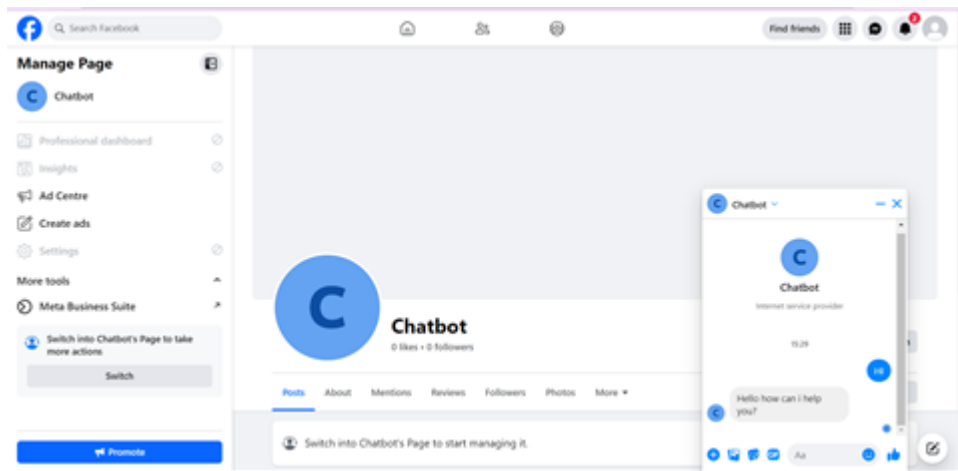 Search Facebook
Find friends
2
Manage Page
C Chatbot
Professional dashboard
Insights
Ad Centre
Create ads
Settings
More tools
Meta Business Suite
Switch into Chatbot's Page to take
more actions
Switch
Promote
C
Chatbot
0 likes • 0 followers
Posts About Mentions Reviews Followers Photos More
Switch into Chatbot's Page to start managing it.
C Chatbot
C
Chatbot
Internet service provider
15:29
Hi
Hello how can i help
you?
C
GIF
Aa